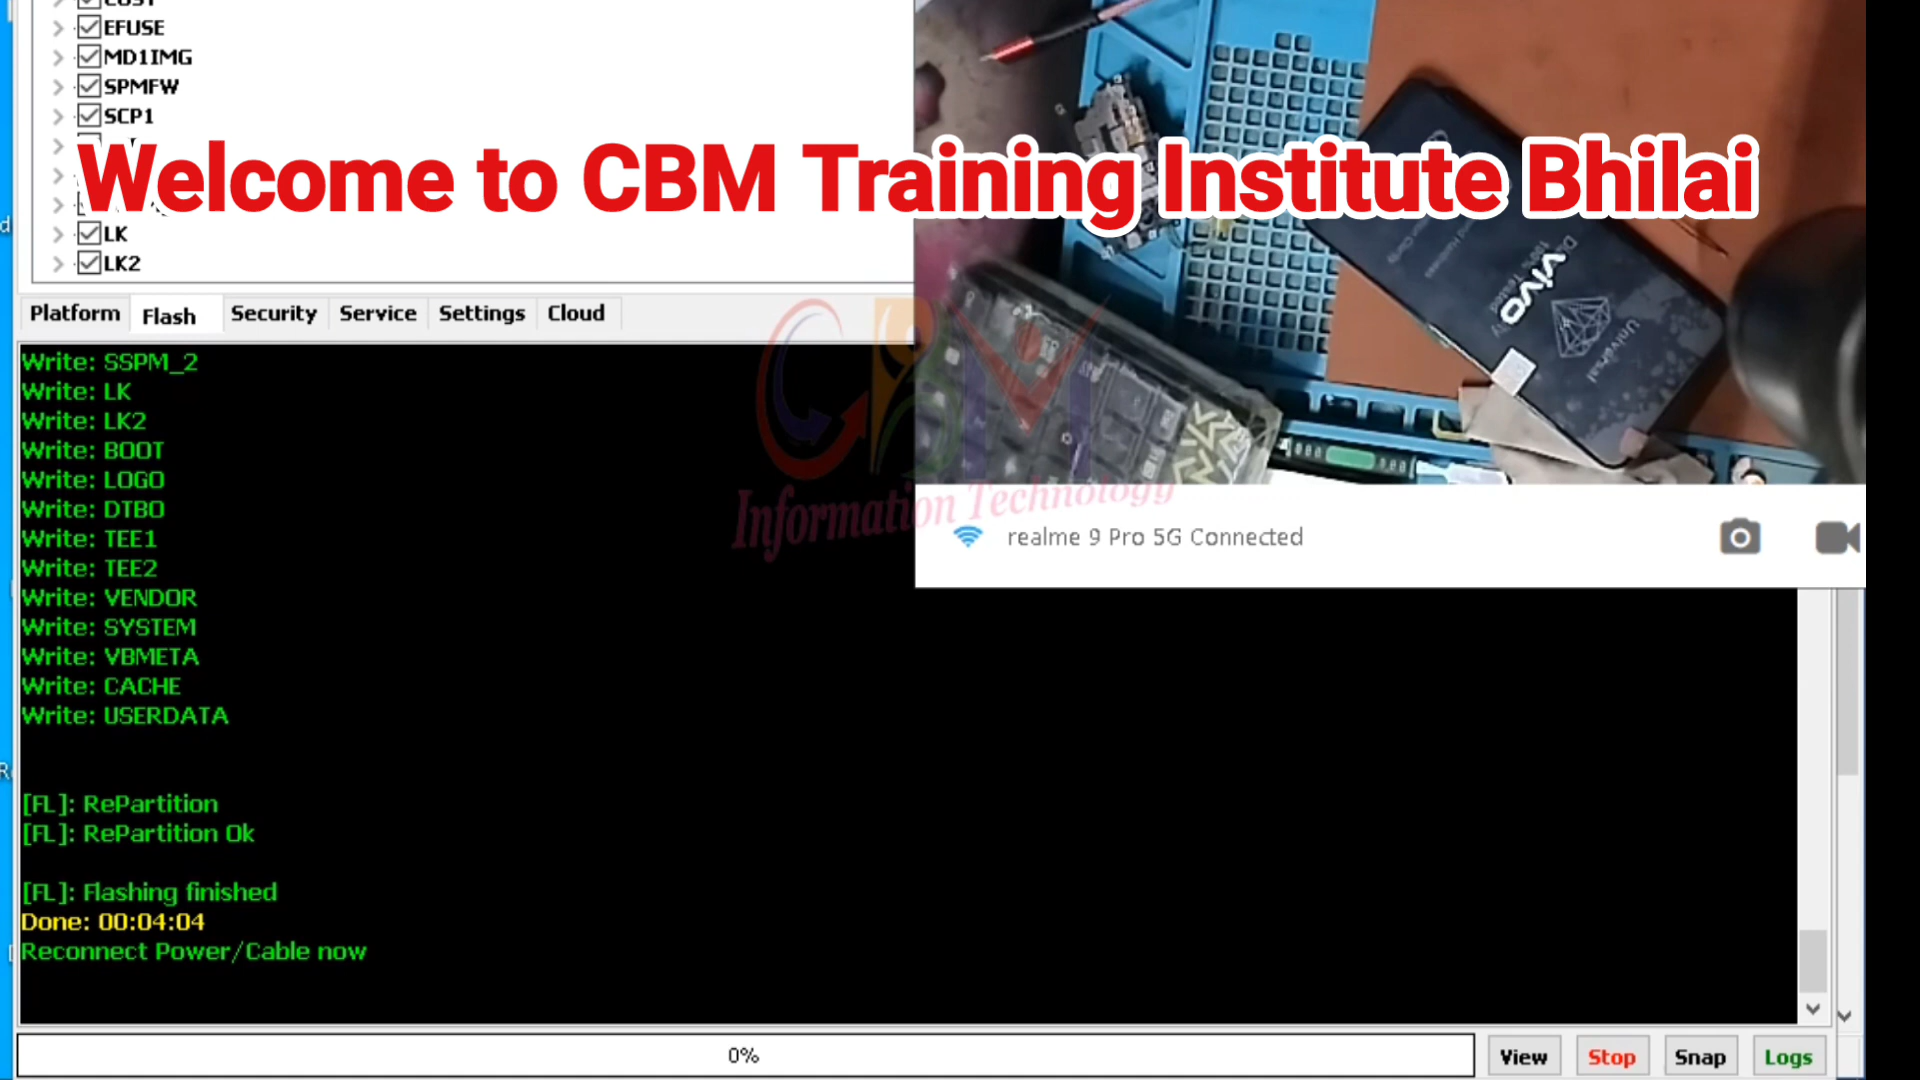 EFUSE
MD1IMG
SPMFW
SCP1
Welcome to CBM Training Institute Bhilai
LK
LK2
Platform Flash Security Service Settings Cloud
Write: SSPM_2
Write: LK
Write: LK2
Write: BOOT
Write: LOGO
Write: DTBO
Write: TEE1
Write: TEE2
Write: VENDOR
Write: SYSTEM
Write: VBMETA
Write: CACHE
Write: USERDATA
[FL]: RePartition
[FL]: RePartition Ok
[FL]: Flashing finished
Done: 00:04:04
Reconnect Power/Cable now
CBM
Information Technology
vivo
Universal
realme 9 Pro 5G Connected
0%
View Stop Snap Logs